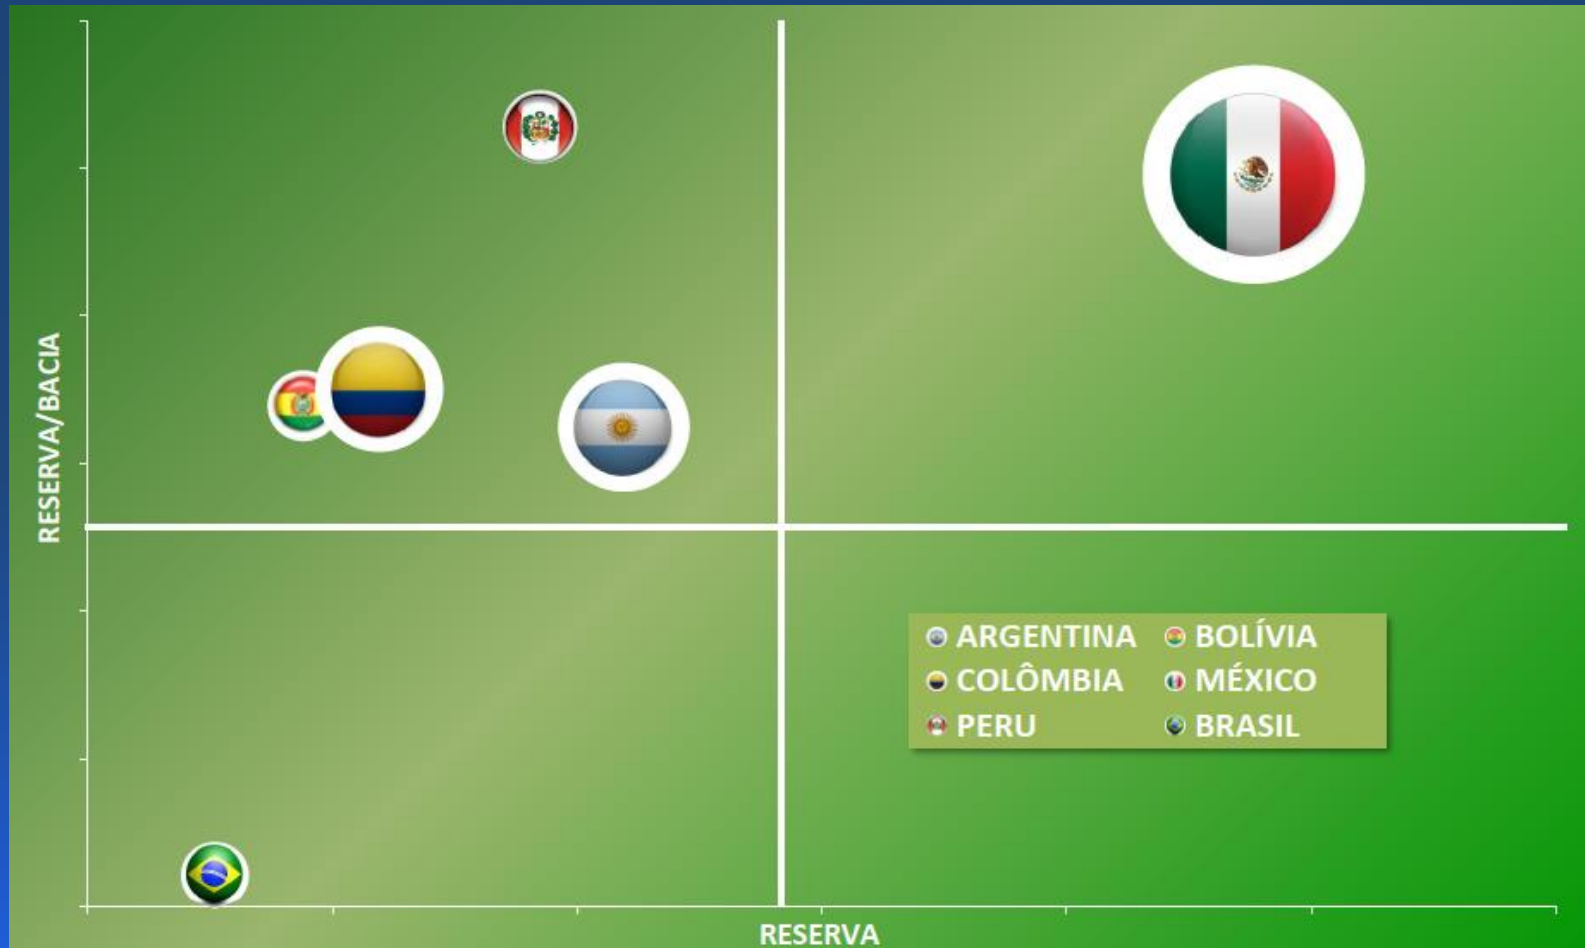 RESERVA/BACIA
ARGENTINA BOLÍVIA
COLÔMBIA MÉXICO
PERU BRASIL
RESERVA